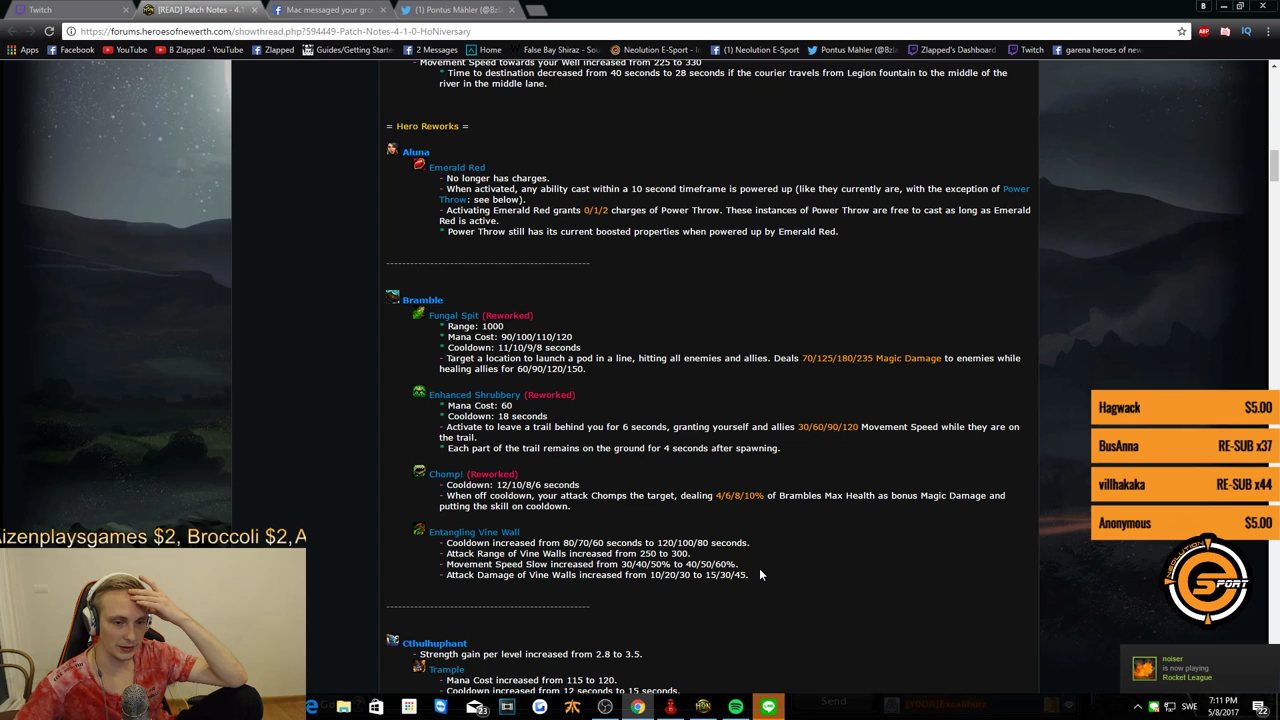 Twitch
[READ] Patch Notes - 4.1
Mac messaged your gro
(1) Pontus Mähler (@Bzl
B
https://forums.heroesofnewerth.com/showthread.php?594449-Patch-Notes-4-1-0-HoNiversary
Apps
Facebook
YouTube
B Zlapped - YouTube
Zlapped
Guides/Getting Start
2 Messages
Home
False Bay Shiraz - Sou
Neolution E-Sport - In
(1) Neolution E-Sport
Pontus Mähler (@Bzla
Zlapped's Dashboard
Twitch
garena heroes of new
- Movement Speed towards your Well increased from 225 to 330
* Time to destination decreased from 40 seconds to 28 seconds if the courier travels from Legion fountain to the middle of the
river in the middle lane.
= Hero Reworks =
Aluna
Emerald Red
- No longer has charges.
- When activated, any ability cast within a 10 second timeframe is powered up (like they currently are, with the exception of Power
Throw: see below).
- Activating Emerald Red grants 0/1/2 charges of Power Throw. These instances of Power Throw are free to cast as long as Emerald
Red is active.
* Power Throw still has its current boosted properties when powered up by Emerald Red.
--------------------------------------------------
Bramble
Fungal Spit (Reworked)
* Range: 1000
* Mana Cost: 90/100/110/120
* Cooldown: 11/10/9/8 seconds
- Target a location to launch a pod in a line, hitting all enemies and allies. Deals 70/125/180/235 Magic Damage to enemies while
healing allies for 60/90/120/150.
Enhanced Shrubbery (Reworked)
* Mana Cost: 60
* Cooldown: 18 seconds
- Activate to leave a trail behind you for 6 seconds, granting yourself and allies 30/60/90/120 Movement Speed while they are on
the trail.
* Each part of the trail remains on the ground for 4 seconds after spawning.
Chomp! (Reworked)
- Cooldown: 12/10/8/6 seconds
- When off cooldown, your attack Chomps the target, dealing 4/6/8/10% of Brambles Max Health as bonus Magic Damage and
putting the skill on cooldown.
Entangling Vine Wall
- Cooldown increased from 80/70/60 seconds to 120/100/80 seconds.
- Attack Range of Vine Walls increased from 250 to 300.
- Movement Speed Slow increased from 30/40/50% to 40/50/60%.
- Attack Damage of Vine Walls increased from 10/20/30 to 15/30/45.
--------------------------------------------------
Cthulhuphant
- Strength gain per level increased from 2.8 to 3.5.
Trample
- Mana Cost increased from 115 to 120.
- Cooldown increased from 12 seconds to 15 seconds.
Hagwack $5.00
BusAnna RE-SUB x37
villhakaka RE-SUB x44
Anonymous $5.00
NEOLUTION
E SPORT
izenplaysgames $2, Broccoli $2, A
noiser
is now playing
Rocket League
23
Send
SWE
7:11 PM
5/8/2017
22